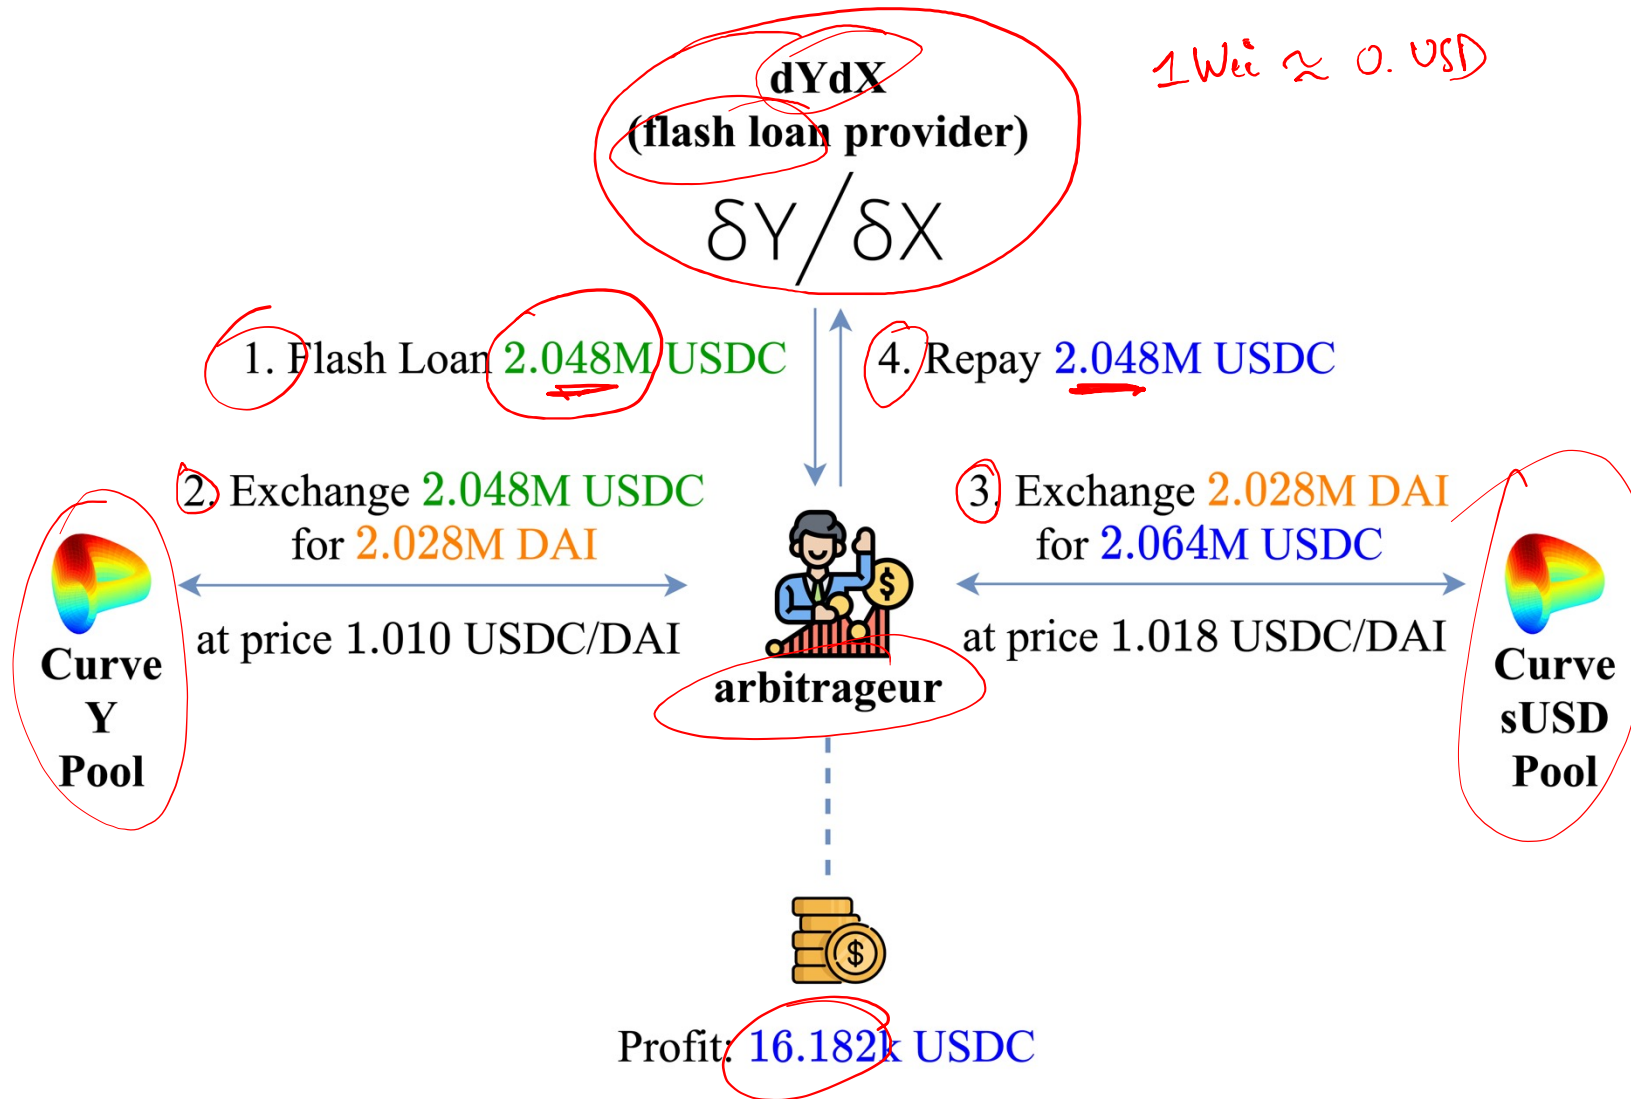 dYdX
(flash loan provider)
δY/δX
1 Wei ≈ 0. USD
1. Flash Loan 2.048M USDC
4. Repay 2.048M USDC
2. Exchange 2.048M USDC
for 2.028M DAI
at price 1.010 USDC/DAI
3. Exchange 2.028M DAI
for 2.064M USDC
at price 1.018 USDC/DAI
Curve
Y
Pool
arbitrageur
Curve
sUSD
Pool
Profit: 16.182k USDC